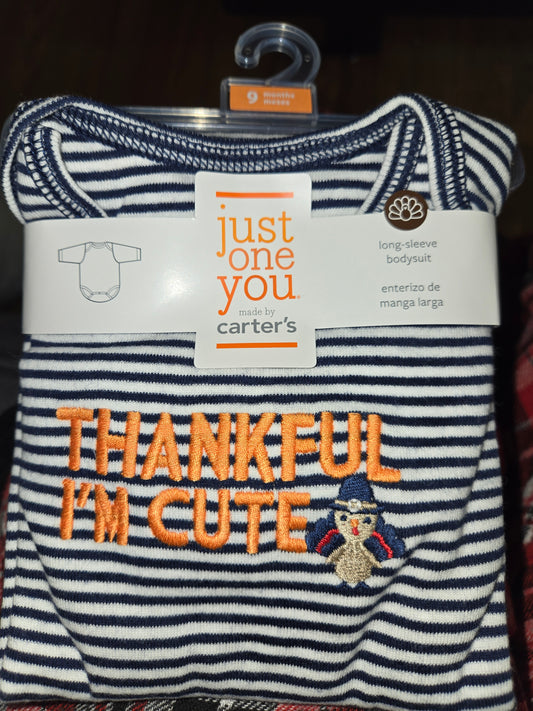 9 months
meses
just
one
you®
made by
carter's
long-sleeve
bodysuit
enterizo de
manga larga
THANKFUL
I'M CUTE